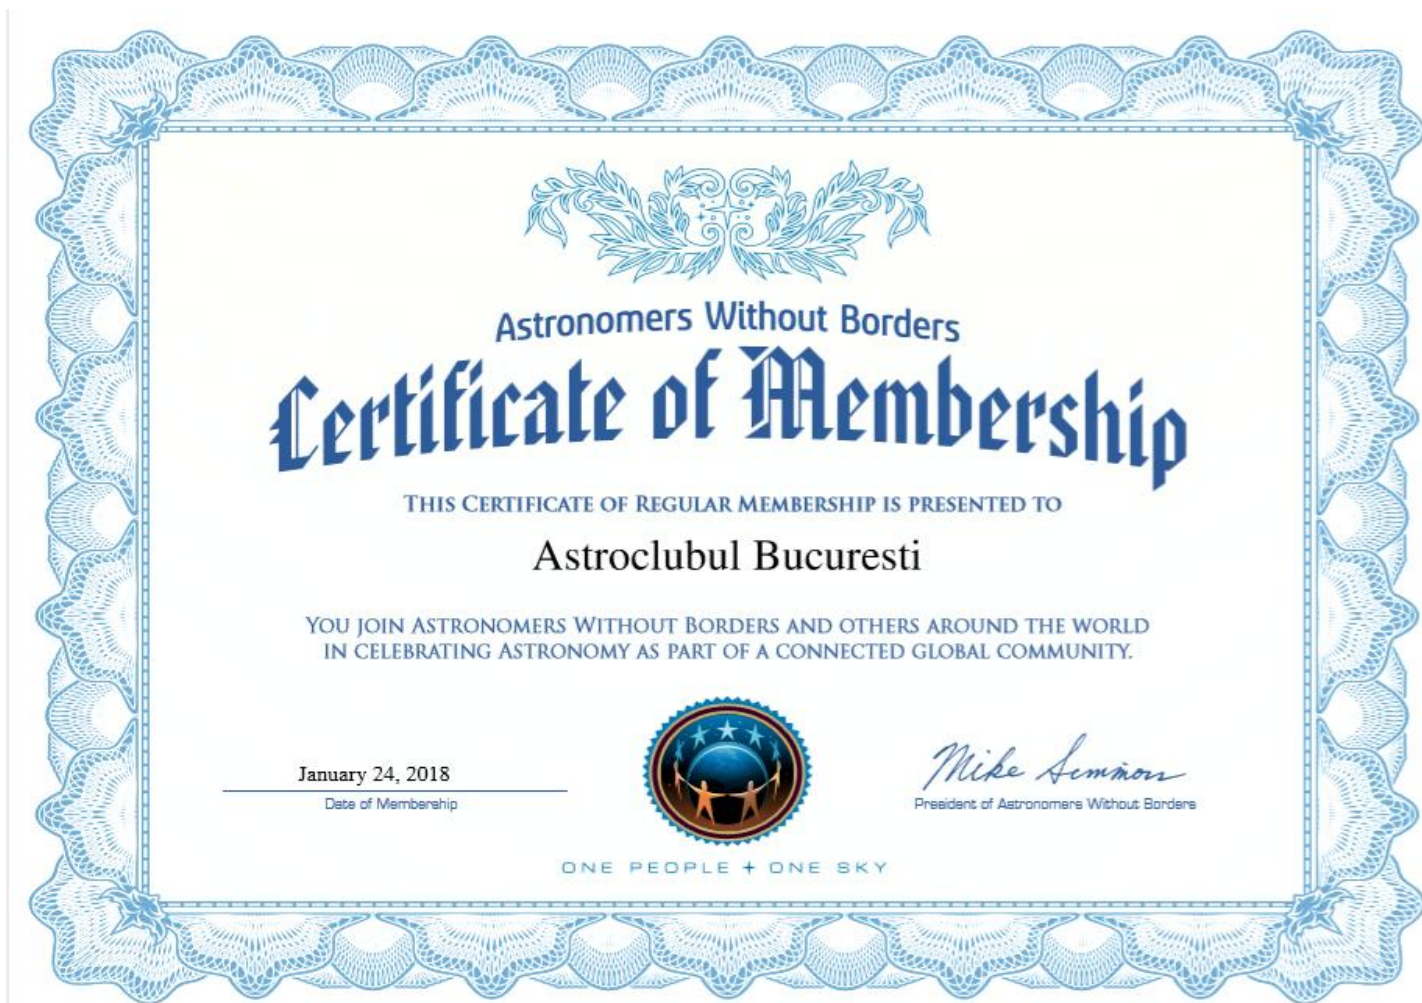 Astronomers Without Borders
Certificate of Membership
THIS CERTIFICATE OF REGULAR MEMBERSHIP IS PRESENTED TO
Astroclubul Bucuresti
YOU JOIN ASTRONOMERS WITHOUT BORDERS AND OTHERS AROUND THE WORLD
IN CELEBRATING ASTRONOMY AS PART OF A CONNECTED GLOBAL COMMUNITY.
January 24, 2018
Date of Membership
Mike Simmons
President of Astronomers Without Borders
ONE PEOPLE + ONE SKY